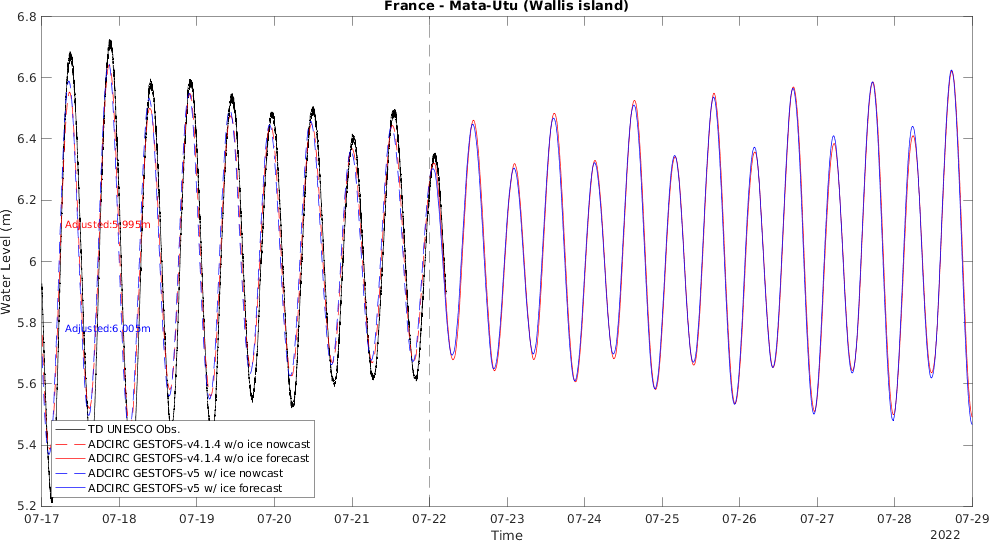 France - Mata-Utu (Wallis island)
6.8
6.6
6.4
6.2
6
5.8
5.6
5.4
5.2
Water Level (m)
Adjusted:5.995m
Adjusted:6.005m
TD UNESCO Obs.
ADCIRC GESTOFS-v4.1.4 w/o ice nowcast
ADCIRC GESTOFS-v4.1.4 w/o ice forecast
ADCIRC GESTOFS-v5 w/ ice nowcast
ADCIRC GESTOFS-v5 w/ ice forecast
07-17 07-18 07-19 07-20 07-21 07-22 07-23 07-24 07-25 07-26 07-27 07-28 07-29
Time
2022